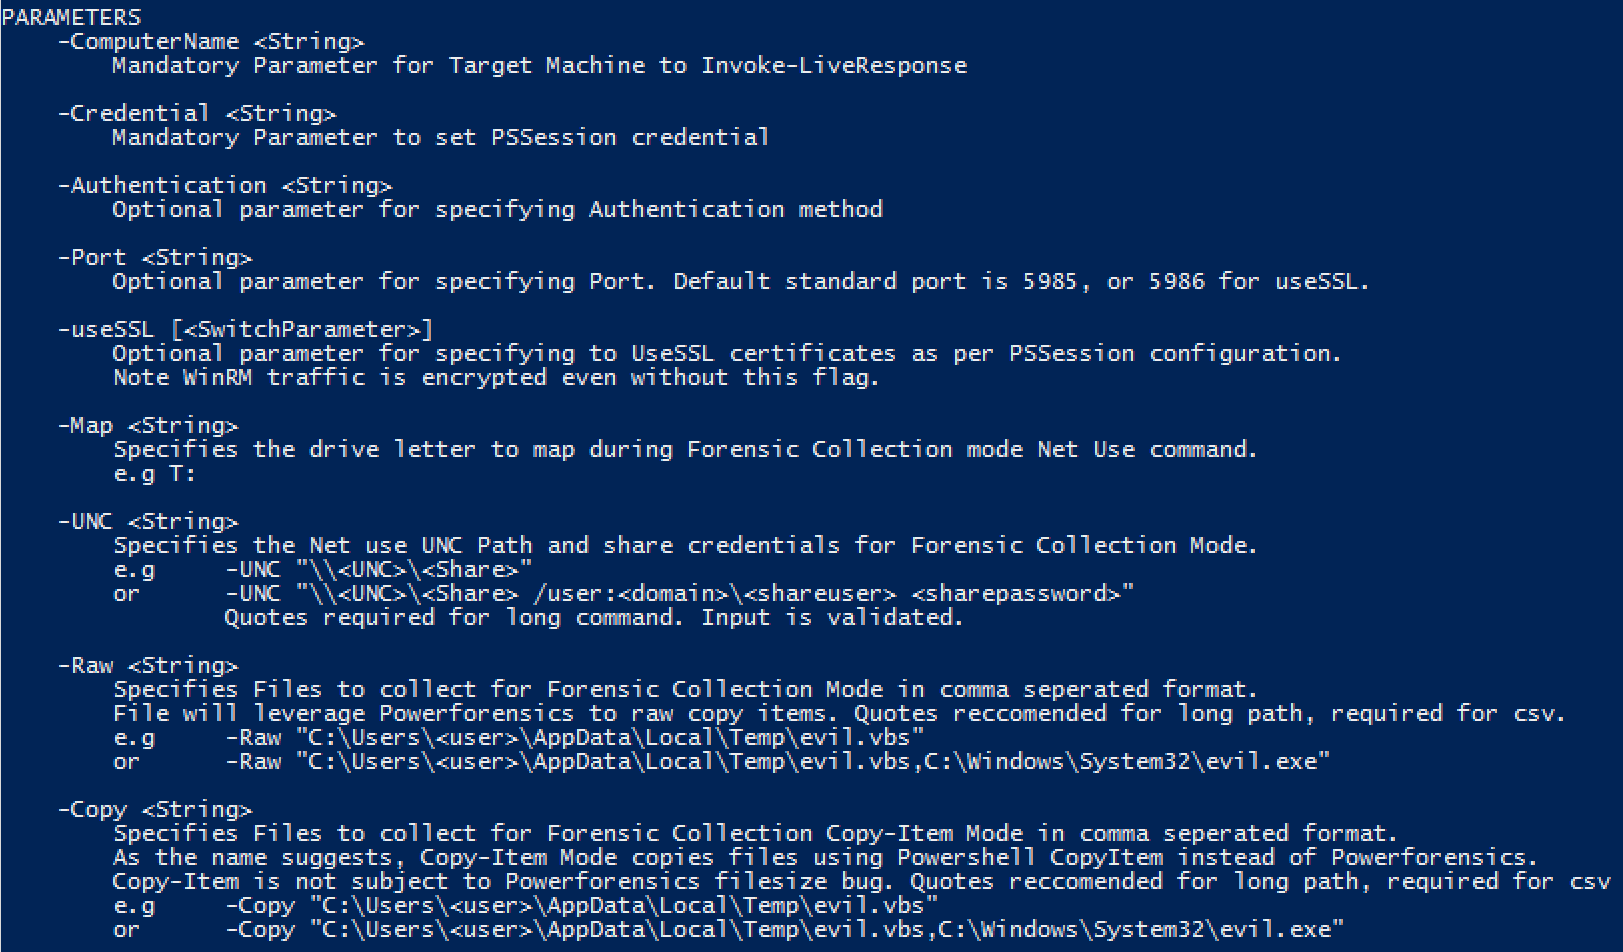 PARAMETERS
-ComputerName <String>
Mandatory Parameter for Target Machine to Invoke-LiveResponse
-Credential <String>
Mandatory Parameter to set PSSession credential
-Authentication <String>
Optional parameter for specifying Authentication method
-Port <String>
Optional parameter for specifying Port. Default standard port is 5985, or 5986 for useSSL.
-useSSL [<SwitchParameter>]
Optional parameter for specifying to UseSSL certificates as per PSSession configuration.
Note WinRM traffic is encrypted even without this flag.
-Map <String>
Specifies the drive letter to map during Forensic Collection mode Net Use command.
e.g T:
-UNC <String>
Specifies the Net use UNC Path and share credentials for Forensic Collection Mode.
e.g -UNC "\\<UNC>\<Share>"
or -UNC "\\<UNC>\<Share> /user:<domain>\<shareuser> <sharepassword>"
Quotes required for long command. Input is validated.
-Raw <String>
Specifies Files to collect for Forensic Collection Mode in comma seperated format.
File will leverage Powerforensics to raw copy items. Quotes reccomended for long path, required for csv.
e.g -Raw "C:\Users\<user>\AppData\Local\Temp\evil.vbs"
or -Raw "C:\Users\<user>\AppData\Local\Temp\evil.vbs,C:\Windows\System32\evil.exe"
-Copy <String>
Specifies Files to collect for Forensic Collection Copy-Item Mode in comma seperated format.
As the name suggests, Copy-Item Mode copies files using Powershell CopyItem instead of Powerforensics.
Copy-Item is not subject to Powerforensics filesize bug. Quotes reccomended for long path, required for csv
e.g -Copy "C:\Users\<user>\AppData\Local\Temp\evil.vbs"
or -Copy "C:\Users\<user>\AppData\Local\Temp\evil.vbs,C:\Windows\System32\evil.exe"